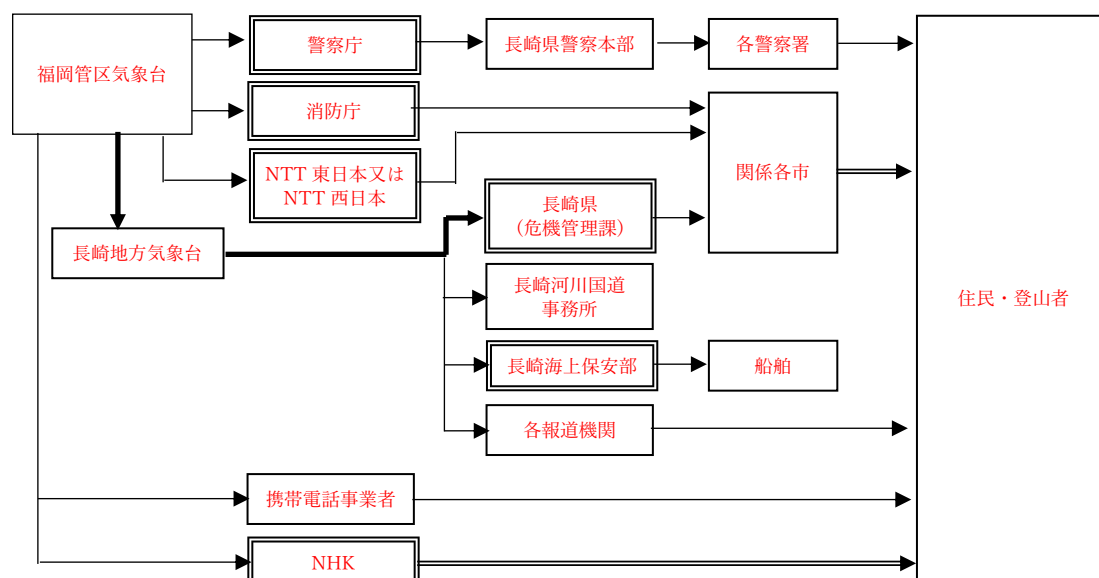 福岡管区気象台
警察庁
長崎県警察本部
各警察署
消防庁
NTT 東日本又は
NTT 西日本
関係各市
長崎県
（危機管理課）
長崎地方気象台
長崎河川国道
事務所
住民・登山者
長崎海上保安部
船舶
各報道機関
携帯電話事業者
NHK